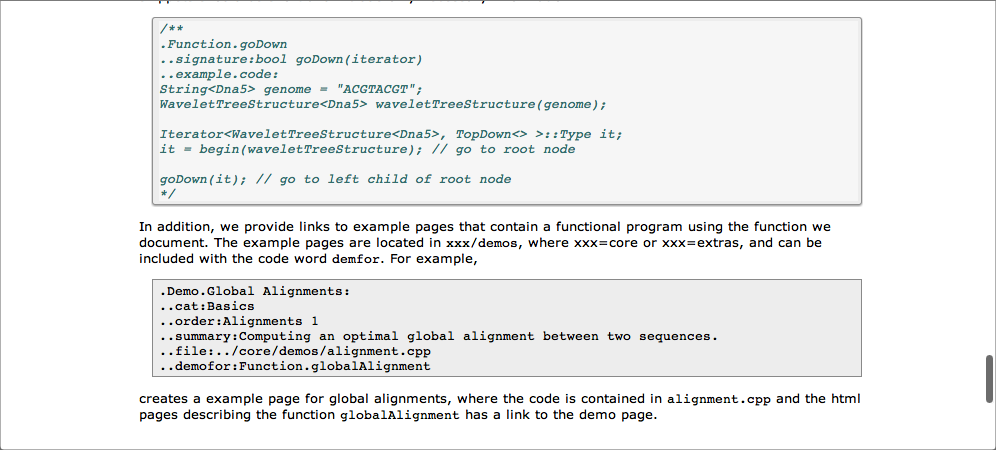 /**
.Function.goDown
..signature:bool goDown(iterator)
..example.code:
String<Dna5> genome = "ACGTACGT";
WaveletTreeStructure<Dna5> waveletTreeStructure(genome);
Iterator<WaveletTreeStructure<Dna5>, TopDown<> >::Type it;
it = begin(waveletTreeStructure); // go to root node
goDown(it); // go to left child of root node
*/
In addition, we provide links to example pages that contain a functional program using the function we
document. The example pages are located in xxx/demos, where xxx=core or xxx=extras, and can be
included with the code word demfor. For example,
.Demo.Global Alignments:
..cat:Basics
..order:Alignments 1
..summary:Computing an optimal global alignment between two sequences.
..file:../core/demos/alignment.cpp
..demofor:Function.globalAlignment
creates a example page for global alignments, where the code is contained in alignment.cpp and the html
pages describing the function globalAlignment has a link to the demo page.